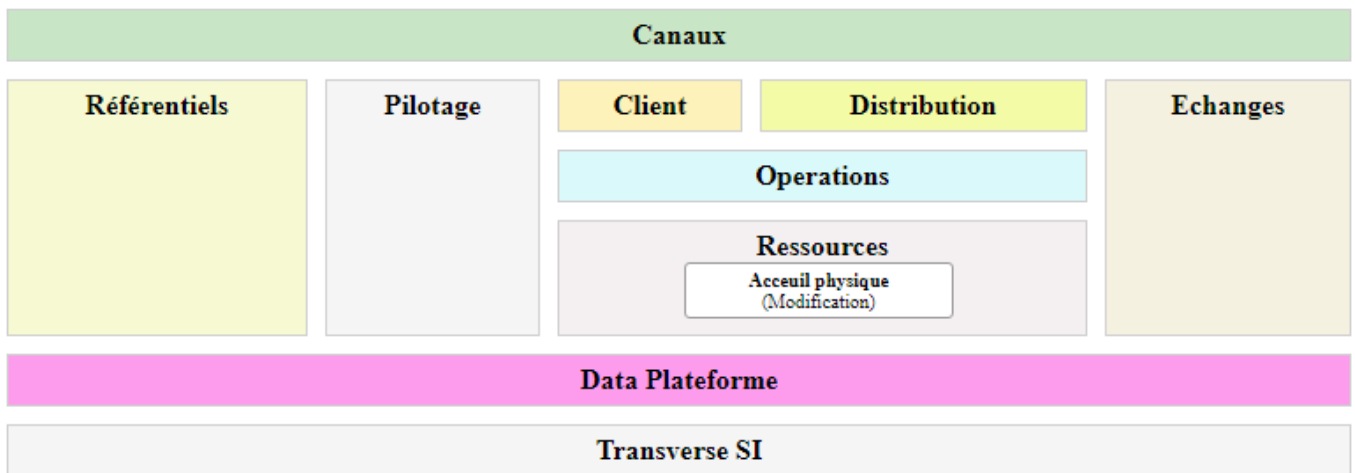 Canaux
Référentiels
Pilotage
Client
Distribution
Echanges
Operations
Ressources
Acceuil physique
(Modification)
Data Plateforme
Transverse SI